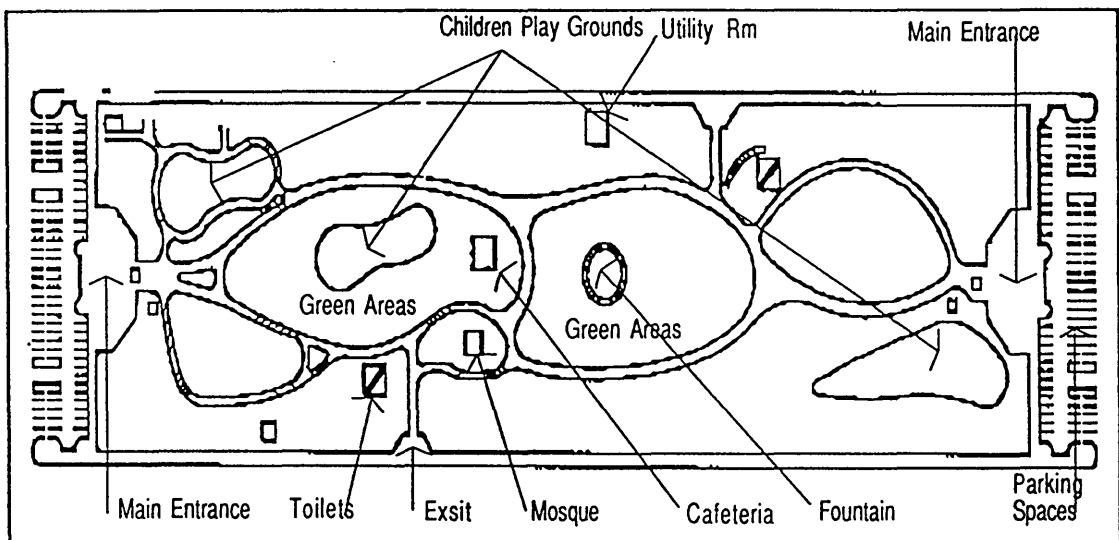 Children Play Grounds
Utility Rm
Main Entrance
Green Areas
Green Areas
Main Entrance
Toilets
Exsit
Mosque
Cafeteria
Fountain
Parking
Spaces